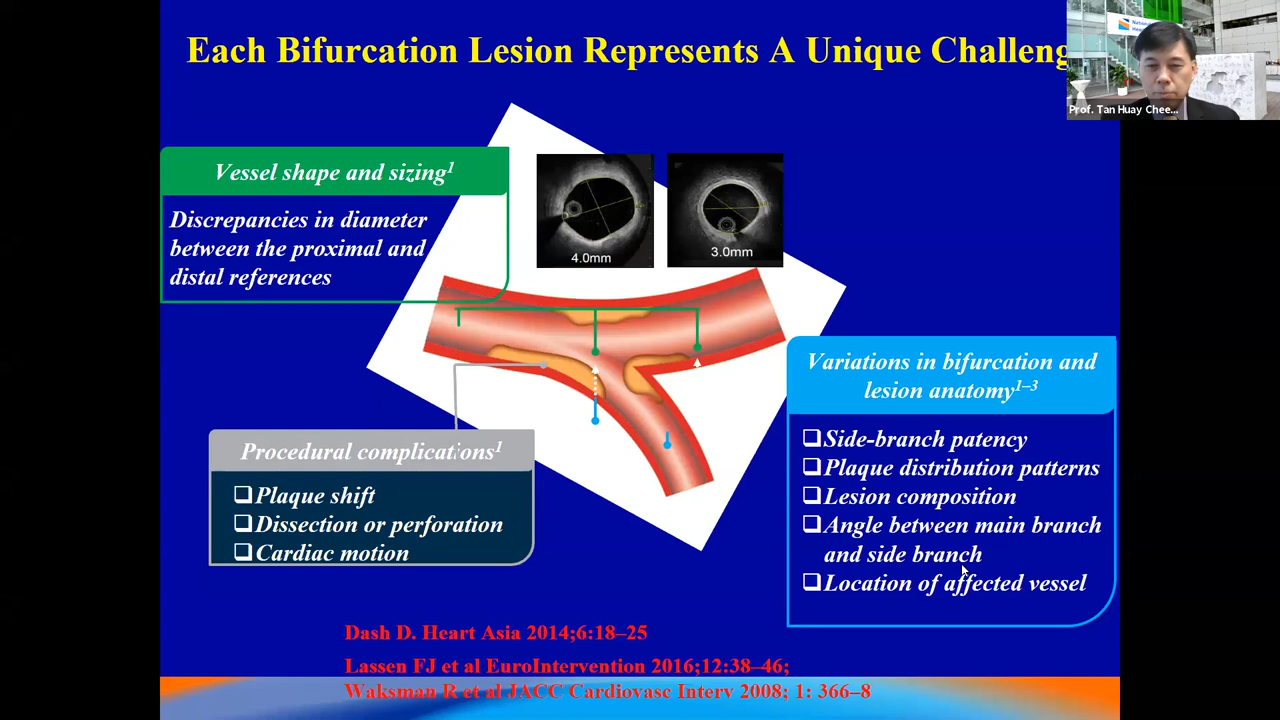 Each Bifurcation Lesion Represents A Unique Challeng
Prof. Tan Huay Chee...
Vessel shape and sizing1
Discrepancies in diameter
between the proximal and
distal references
4.0mm
3.0mm
Variations in bifurcation and
lesion anatomy1–3
❑Side-branch patency
❑Plaque distribution patterns
❑Lesion composition
❑Angle between main branch
and side branch
❑Location of affected vessel
Procedural complications1
❑Plaque shift
❑Dissection or perforation
❑Cardiac motion
Dash D. Heart Asia 2014;6:18–25
Lassen FJ et al EuroIntervention 2016;12:38–46;
Waksman R et al JACC Cardiovasc Interv 2008; 1: 366–8